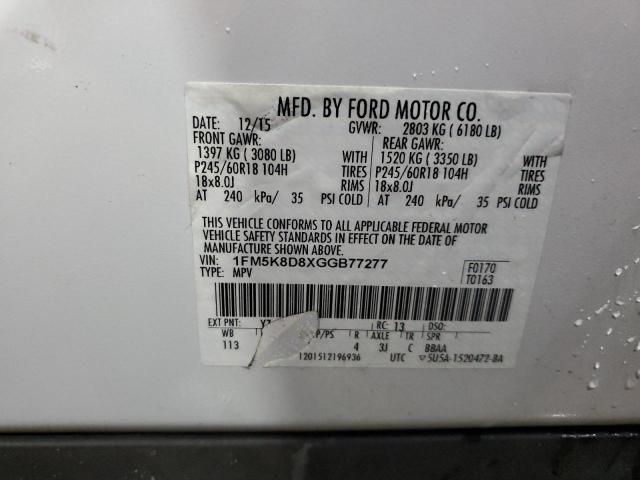 MFD. BY FORD MOTOR CO.
DATE: 12/15 GVWR: 2803 KG ( 6180 LB)
FRONT GAWR: REAR GAWR:
1397 KG ( 3080 LB) WITH 1520 KG ( 3350 LB) WITH
P245/60R18 104H TIRES P245/60R18 104H TIRES
18x8.0J RIMS 18x8.0J RIMS
AT 240 kPa/ 35 PSI COLD AT 240 kPa/ 35 PSI COLD
THIS VEHICLE CONFORMS TO ALL APPLICABLE FEDERAL MOTOR
VEHICLE SAFETY STANDARDS IN EFFECT ON THE DATE OF
MANUFACTURE SHOWN ABOVE.
VIN: 1FM5K8D8XGGB77277 F0170
TYPE: MPV T0163
EXT PNT: YZ RC: 13 DSO:
WB P/PS R AXLE TR SPR
113 4 3J C BBAA
1201512196936 UTC 5U5A-1520472-BA